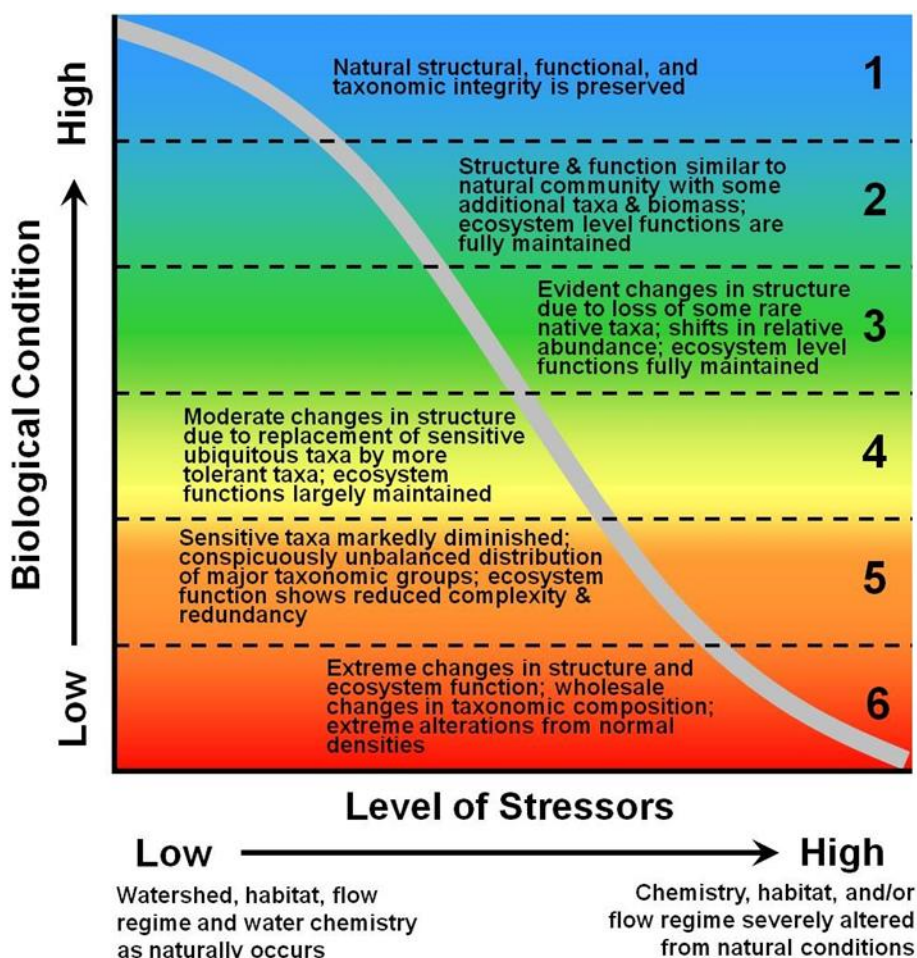 High
Biological Condition
Low
Natural structural, functional, and
taxonomic integrity is preserved
1
Structure & function similar to
natural community with some
additional taxa & biomass;
ecosystem level functions are
fully maintained
2
Evident changes in structure
due to loss of some rare
native taxa; shifts in relative
abundance; ecosystem level
functions fully maintained
3
Moderate changes in structure
due to replacement of sensitive
ubiquitous taxa by more
tolerant taxa; ecosystem
functions largely maintained
4
Sensitive taxa markedly diminished;
conspicuously unbalanced distribution
of major taxonomic groups; ecosystem
function shows reduced complexity &
redundancy
5
Extreme changes in structure and
ecosystem function; wholesale
changes in taxonomic composition;
extreme alterations from normal
densities
6
Level of Stressors
Low
High
Watershed, habitat, flow
regime and water chemistry
as naturally occurs
Chemistry, habitat, and/or
flow regime severely altered
from natural conditions